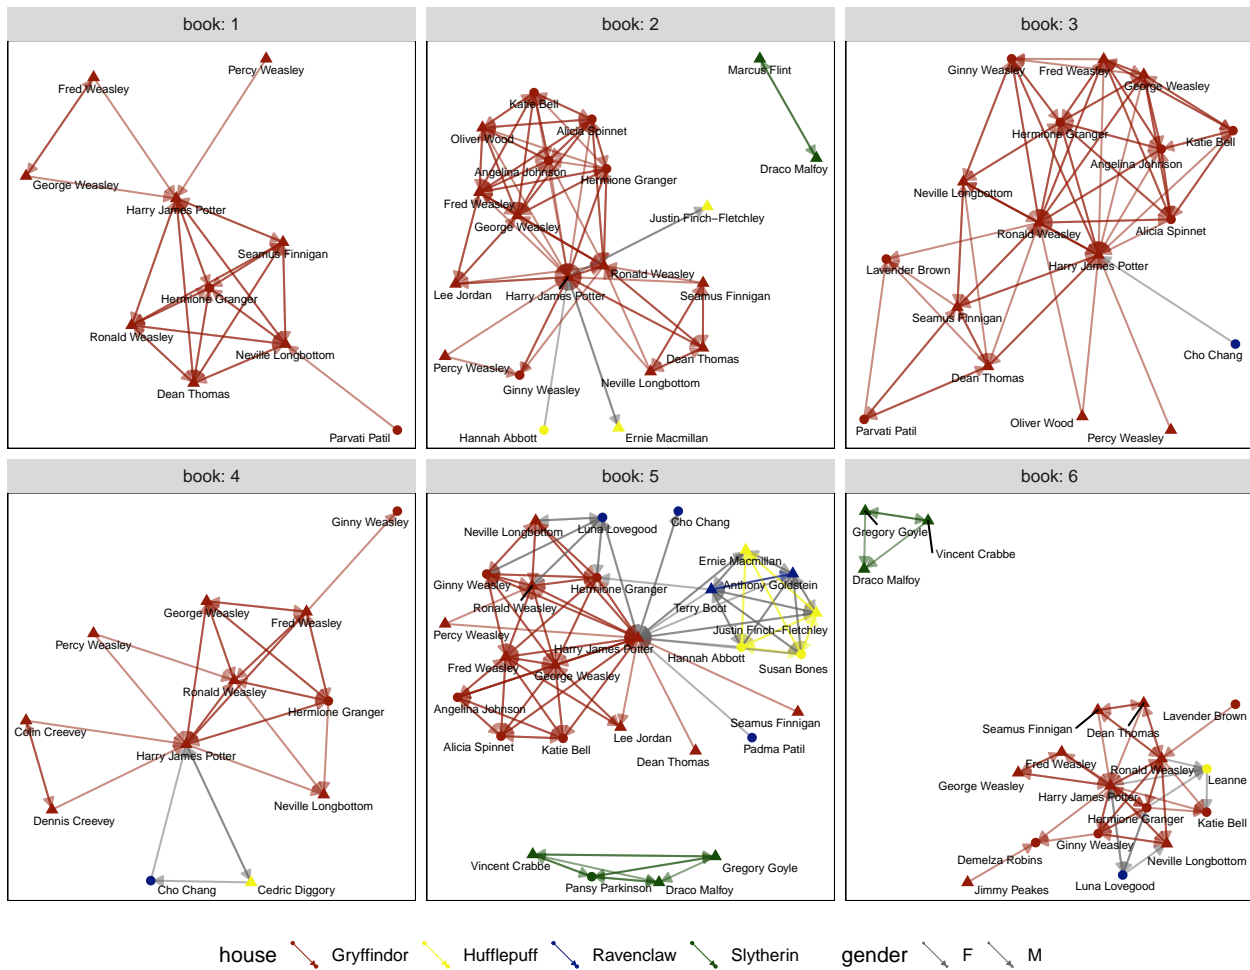 book: 1
Percy Weasley
Fred Weasley
George Weasley
Harry James Potter
Seamus Finnigan
Hermione Granger
Ronald Weasley
Neville Longbottom
Dean Thomas
Parvati Patil
book: 2
Marcus Flint
Katie Bell
Alicia Spinnet
Oliver Wood
Draco Malfoy
Angelina Johnson
Hermione Granger
Fred Weasley
Justin Finch−Fletchley
George Weasley
Ronald Weasley
Lee Jordan
Harry James Potter
Seamus Finnigan
Dean Thomas
Percy Weasley
Neville Longbottom
Ginny Weasley
Hannah Abbott
Ernie Macmillan
book: 3
Ginny Weasley
Fred Weasley
George Weasley
Hermione Granger
Katie Bell
Angelina Johnson
Neville Longbottom
Ronald Weasley
Alicia Spinnet
Lavender Brown
Harry James Potter
Seamus Finnigan
Cho Chang
Dean Thomas
Oliver Wood
Parvati Patil
Percy Weasley
book: 4
Ginny Weasley
George Weasley
Fred Weasley
Percy Weasley
Ronald Weasley
Hermione Granger
Colin Creevey
Harry James Potter
Neville Longbottom
Dennis Creevey
Cho Chang
Cedric Diggory
book: 5
Neville Longbottom
Luna Lovegood
Cho Chang
Ernie Macmillan
Ginny Weasley
Hermione Granger
Anthony Goldstein
Ronald Weasley
Terry Boot
Percy Weasley
Justin Finch−Fletchley
Harry James Potter
Hannah Abbott
Fred Weasley
George Weasley
Susan Bones
Angelina Johnson
Seamus Finnigan
Alicia Spinnet
Katie Bell
Lee Jordan
Padma Patil
Dean Thomas
Vincent Crabbe
Gregory Goyle
Pansy Parkinson
Draco Malfoy
book: 6
Gregory Goyle
Vincent Crabbe
Draco Malfoy
Lavender Brown
Seamus Finnigan
Dean Thomas
Fred Weasley
Ronald Weasley
George Weasley
Leanne
Harry James Potter
Hermione Granger
Katie Bell
Ginny Weasley
Demelza Robins
Neville Longbottom
Jimmy Peakes
Luna Lovegood
house Gryffindor Hufflepuff Ravenclaw Slytherin gender F M